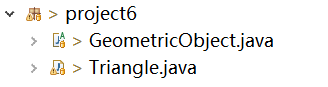 > project6
> GeometricObject.java
> Triangle.java